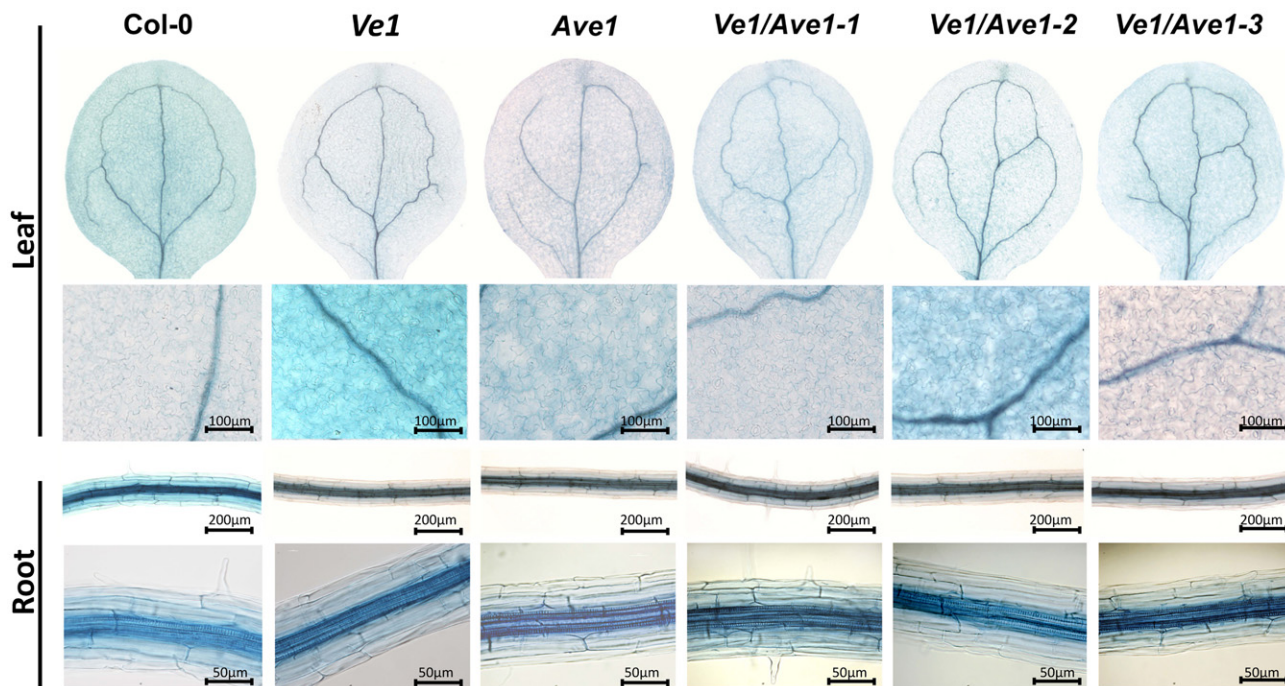 Col-0 Ve1 Ave1 Ve1/Ave1-1 Ve1/Ave1-2 Ve1/Ave1-3
Leaf
100µm 100µm 100µm 100µm 100µm 100µm
Root
200µm 200µm 200µm 200µm 200µm 200µm
50µm 50µm 50µm 50µm 50µm 50µm